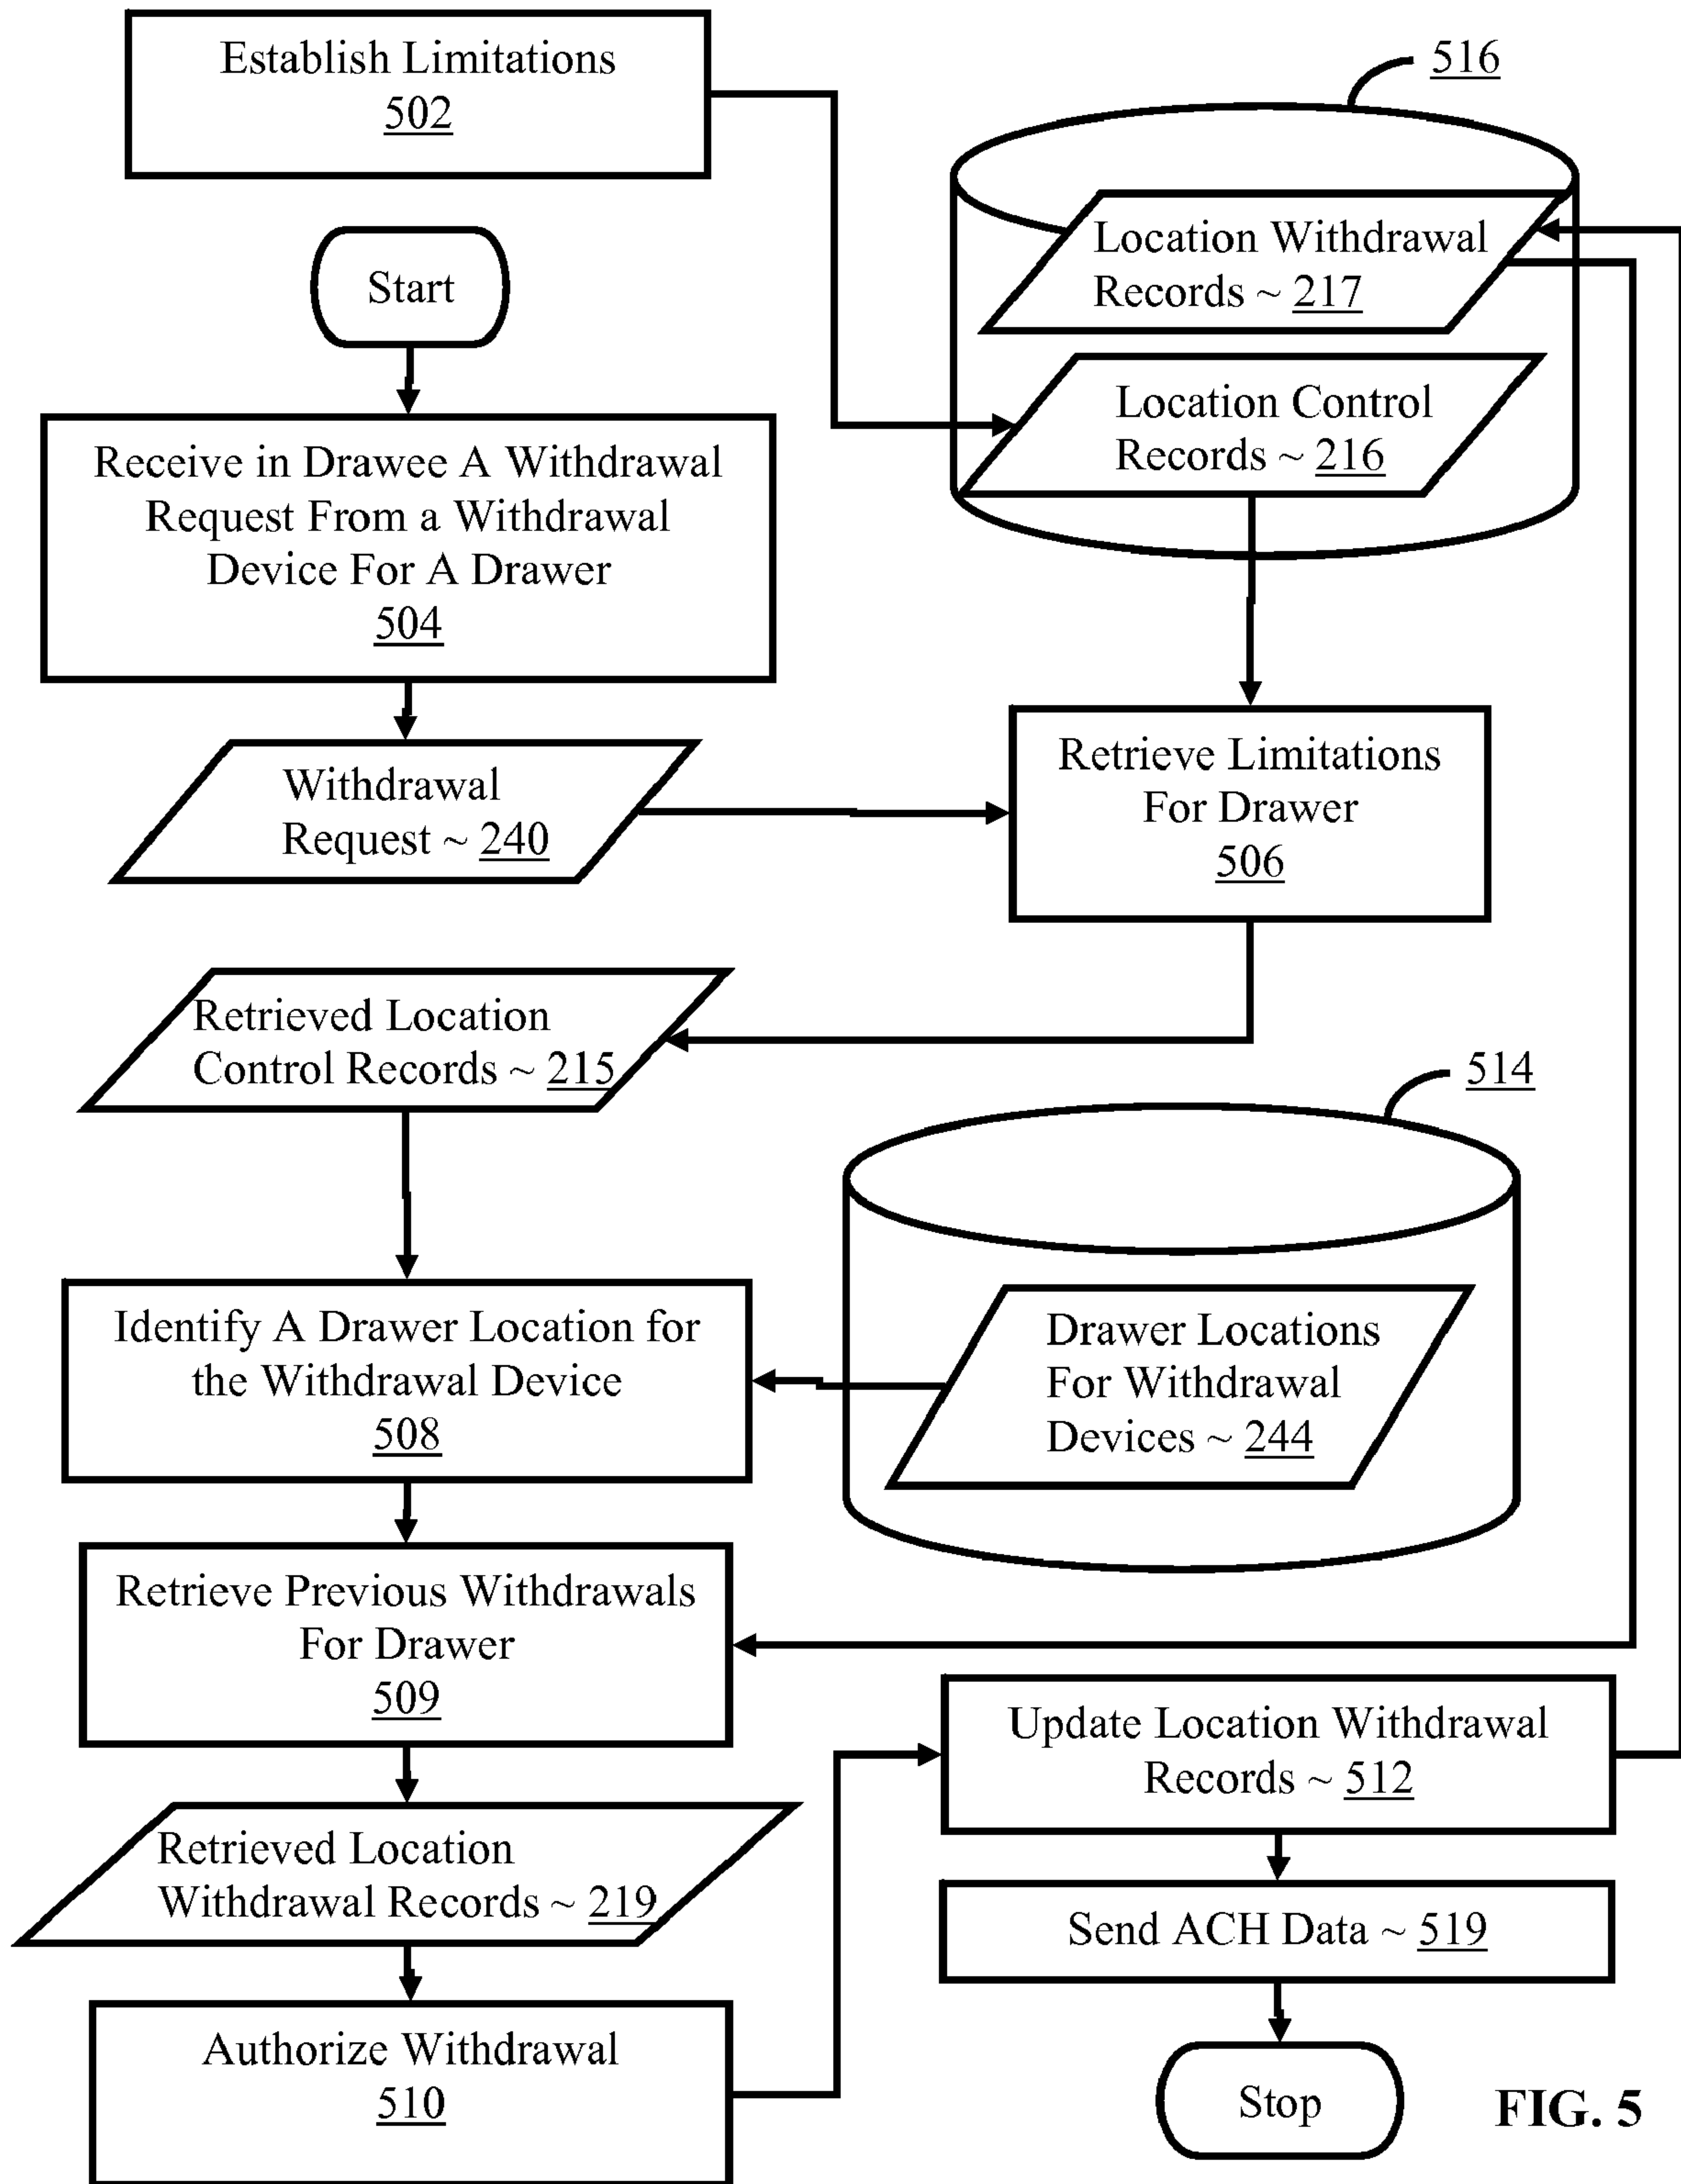 Establish Limitations
502
516
Location Withdrawal
Records ~ 217
Start
Location Control
Records ~ 216
Receive in Drawee A Withdrawal
Request From a Withdrawal
Device For A Drawer
504
Withdrawal
Request ~ 240
Retrieve Limitations
For Drawer
506
Retrieved Location
Control Records ~ 215
514
Identify A Drawer Location for
the Withdrawal Device
508
Drawer Locations
For Withdrawal
Devices ~ 244
Retrieve Previous Withdrawals
For Drawer
509
Update Location Withdrawal
Records ~ 512
Retrieved Location
Withdrawal Records ~ 219
Send ACH Data ~ 519
Authorize Withdrawal
510
Stop
FIG. 5